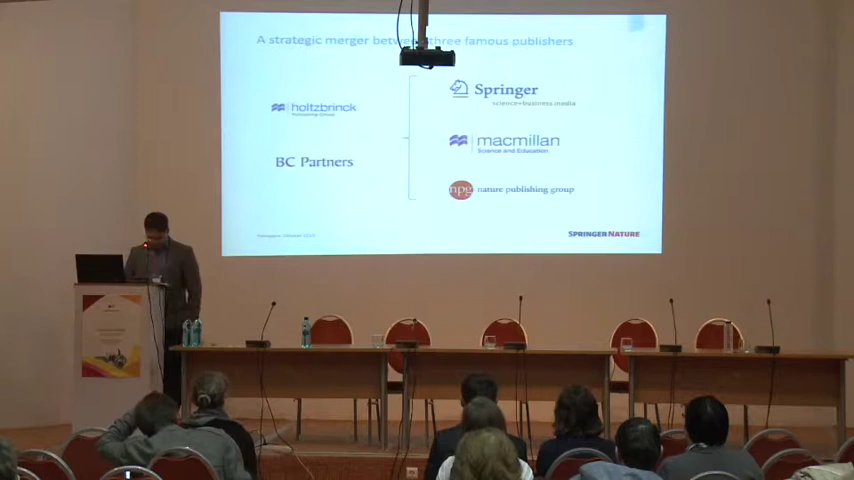 A strategic merger between three famous publishers
Springer
science+business media
holtzbrinck
Publishing Group
macmillan
Science and Education
BC Partners
npg nature publishing group
SPRINGER NATURE